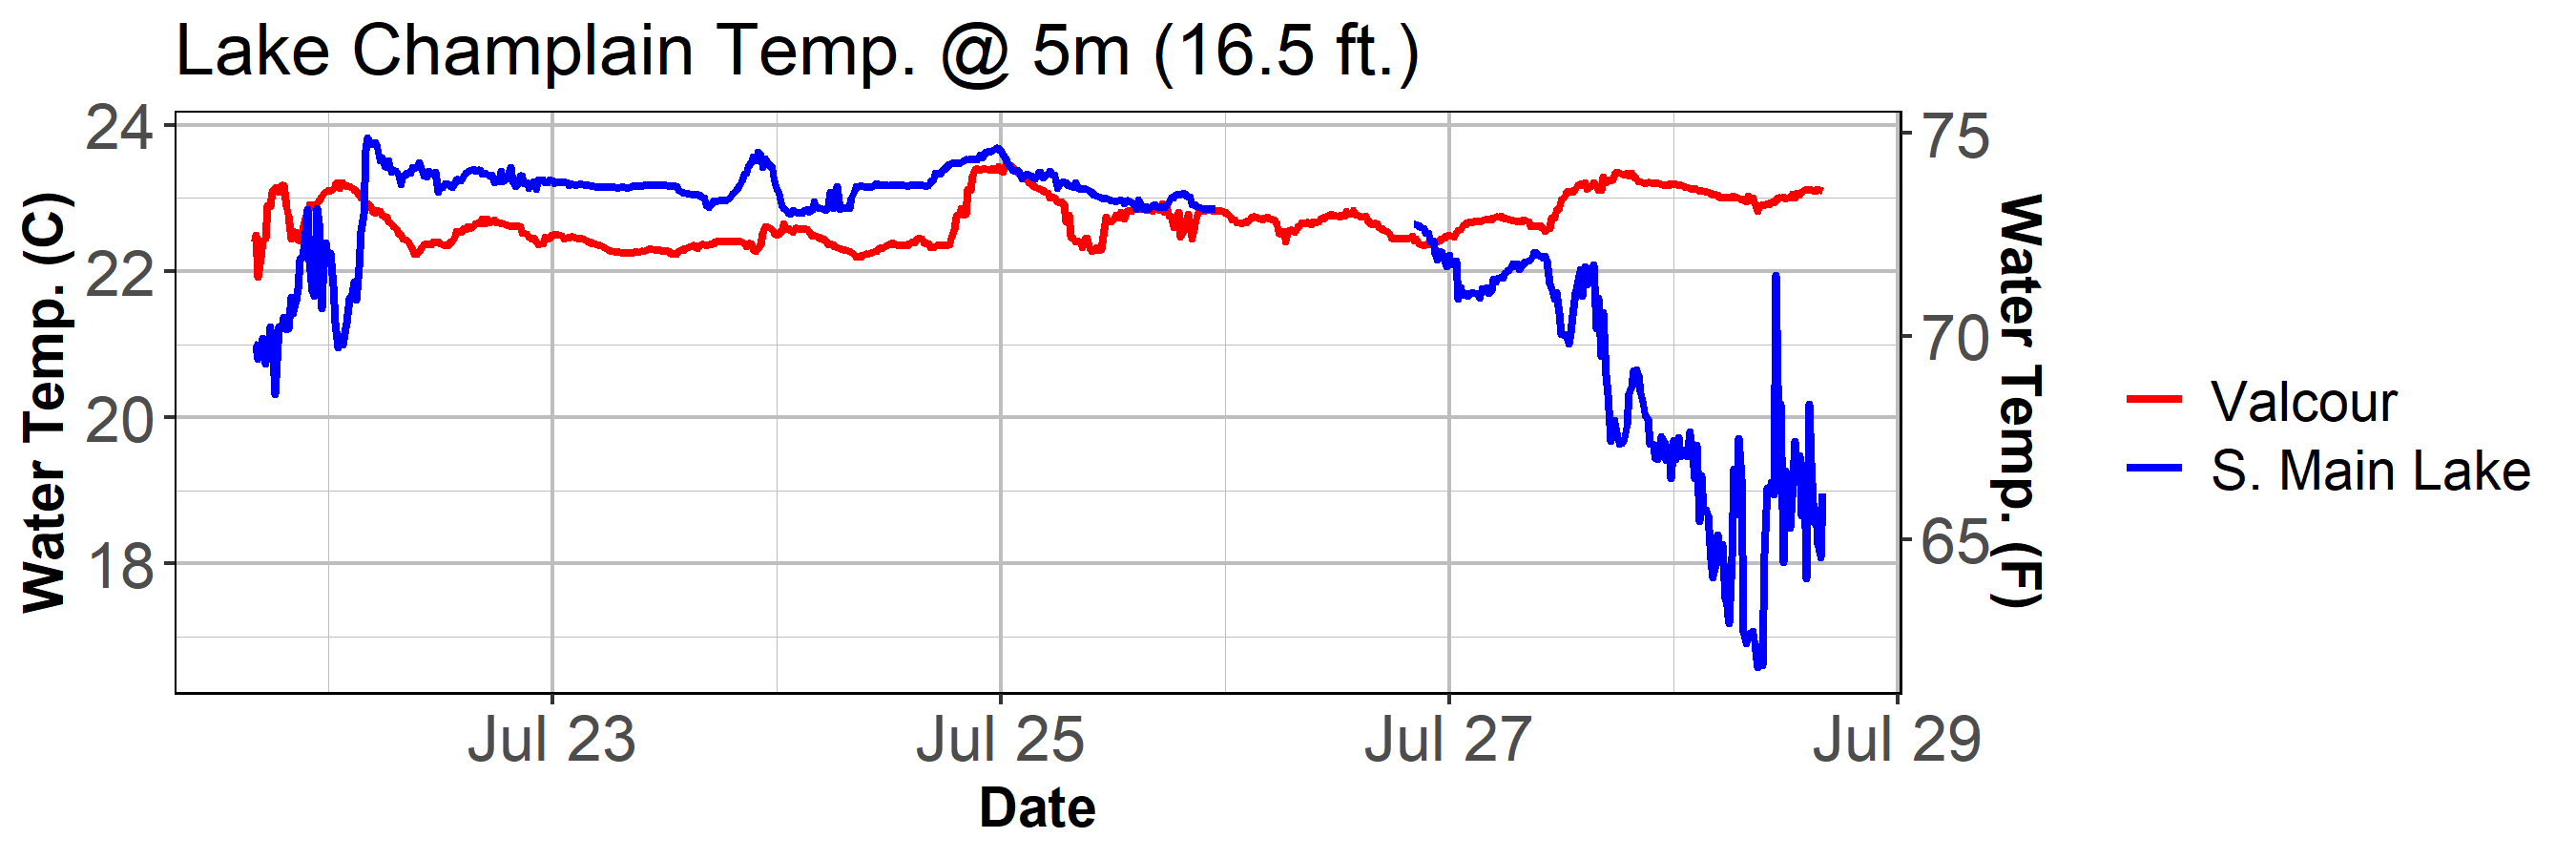 Lake Champlain Temp. @ 5m (16.5 ft.)
24
22
20
18
Water Temp. (C)
75
70
65
Water Temp. (F)
Jul 23
Jul 25
Jul 27
Jul 29
Date
Valcour
S. Main Lake